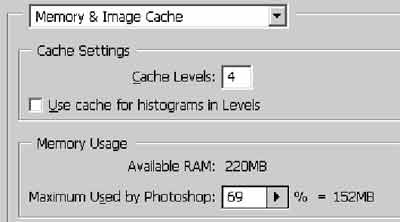 Memory & Image Cache
Cache Settings
Cache Levels: 4
Use cache for histograms in Levels
Memory Usage
Available RAM: 220MB
Maximum Used by Photoshop: 69 % = 152MB